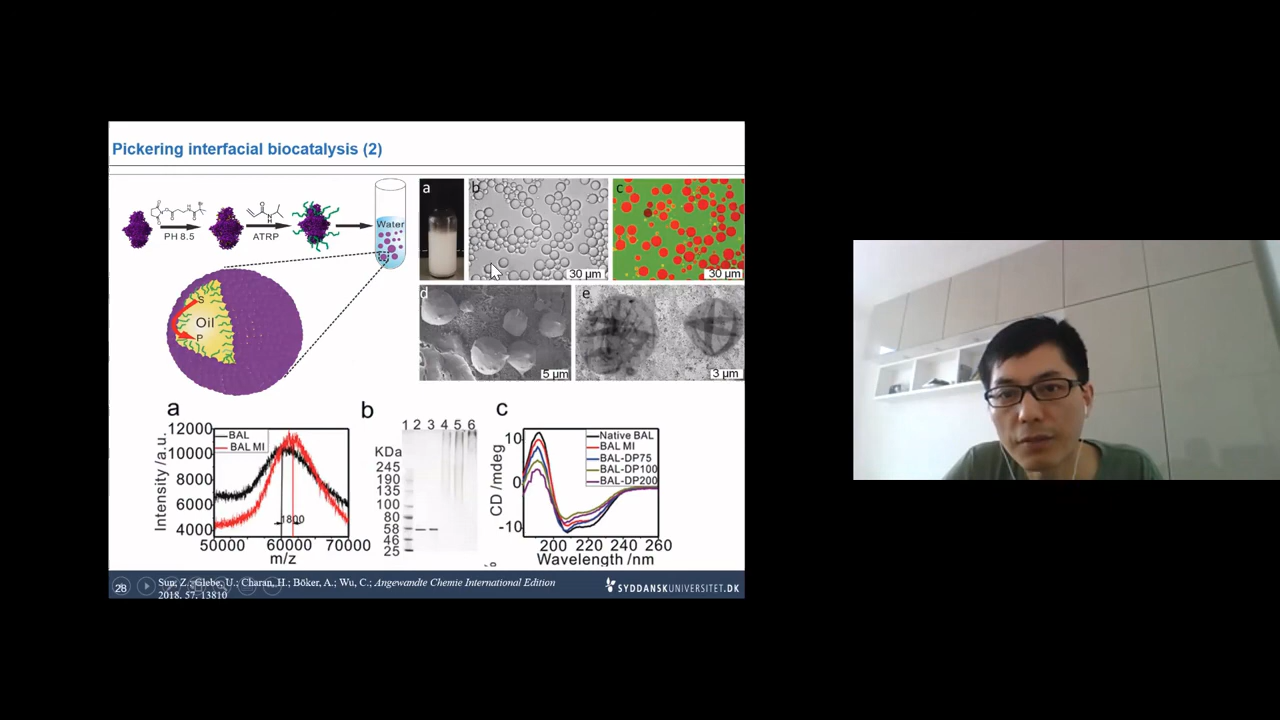 Pickering interfacial biocatalysis (2)
Br
PH 8.5
ATRP
Water
S
Oil
P
a
b
30 µm
c
30 µm
d
5 µm
e
3 µm
a
Intensity /a.u.
12000
10000
8000
6000
4000
BAL
BAL MI
1800
50000 60000 70000
m/z
b
1 2 3 4 5 6
KDa
245
190
135
100
80
58
46
25
c
CD /mdeg
10
0
-10
Native BAL
BAL MI
BAL-DP75
BAL-DP100
BAL-DP200
200 220 240 260
Wavelength /nm
28
Sun, Z.; Glebe, U.; Charan, H.; Böker, A.; Wu, C.; Angewandte Chemie International Edition
2018, 57, 13810
SYDDANSKUNIVERSITET.DK